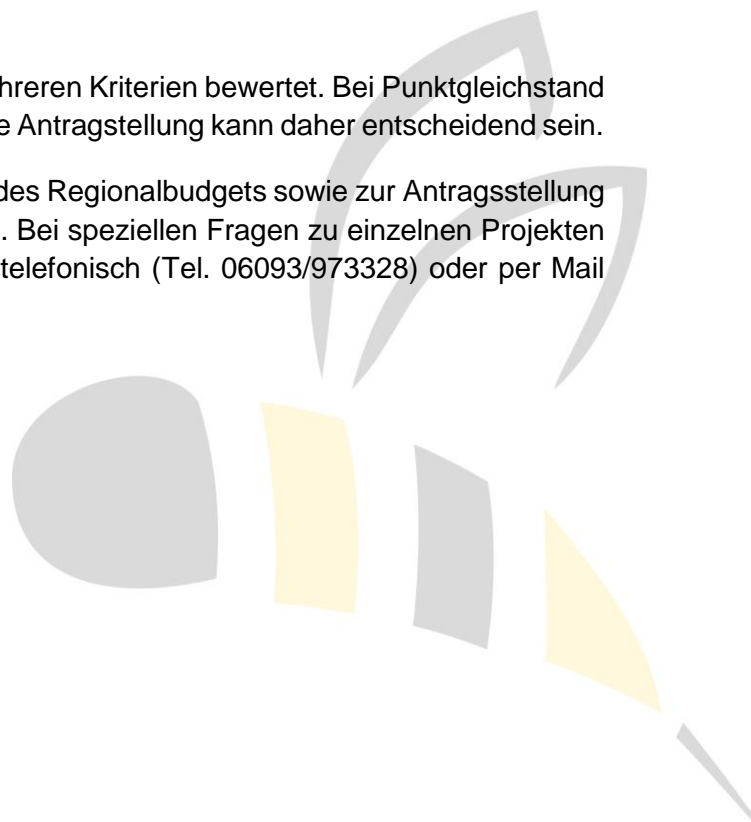 hreren Kriterien bewertet. Bei Punktgleichstand
e Antragstellung kann daher entscheidend sein.
des Regionalbudgets sowie zur Antragsstellung
. Bei speziellen Fragen zu einzelnen Projekten
telefonisch (Tel. 06093/973328) oder per Mail